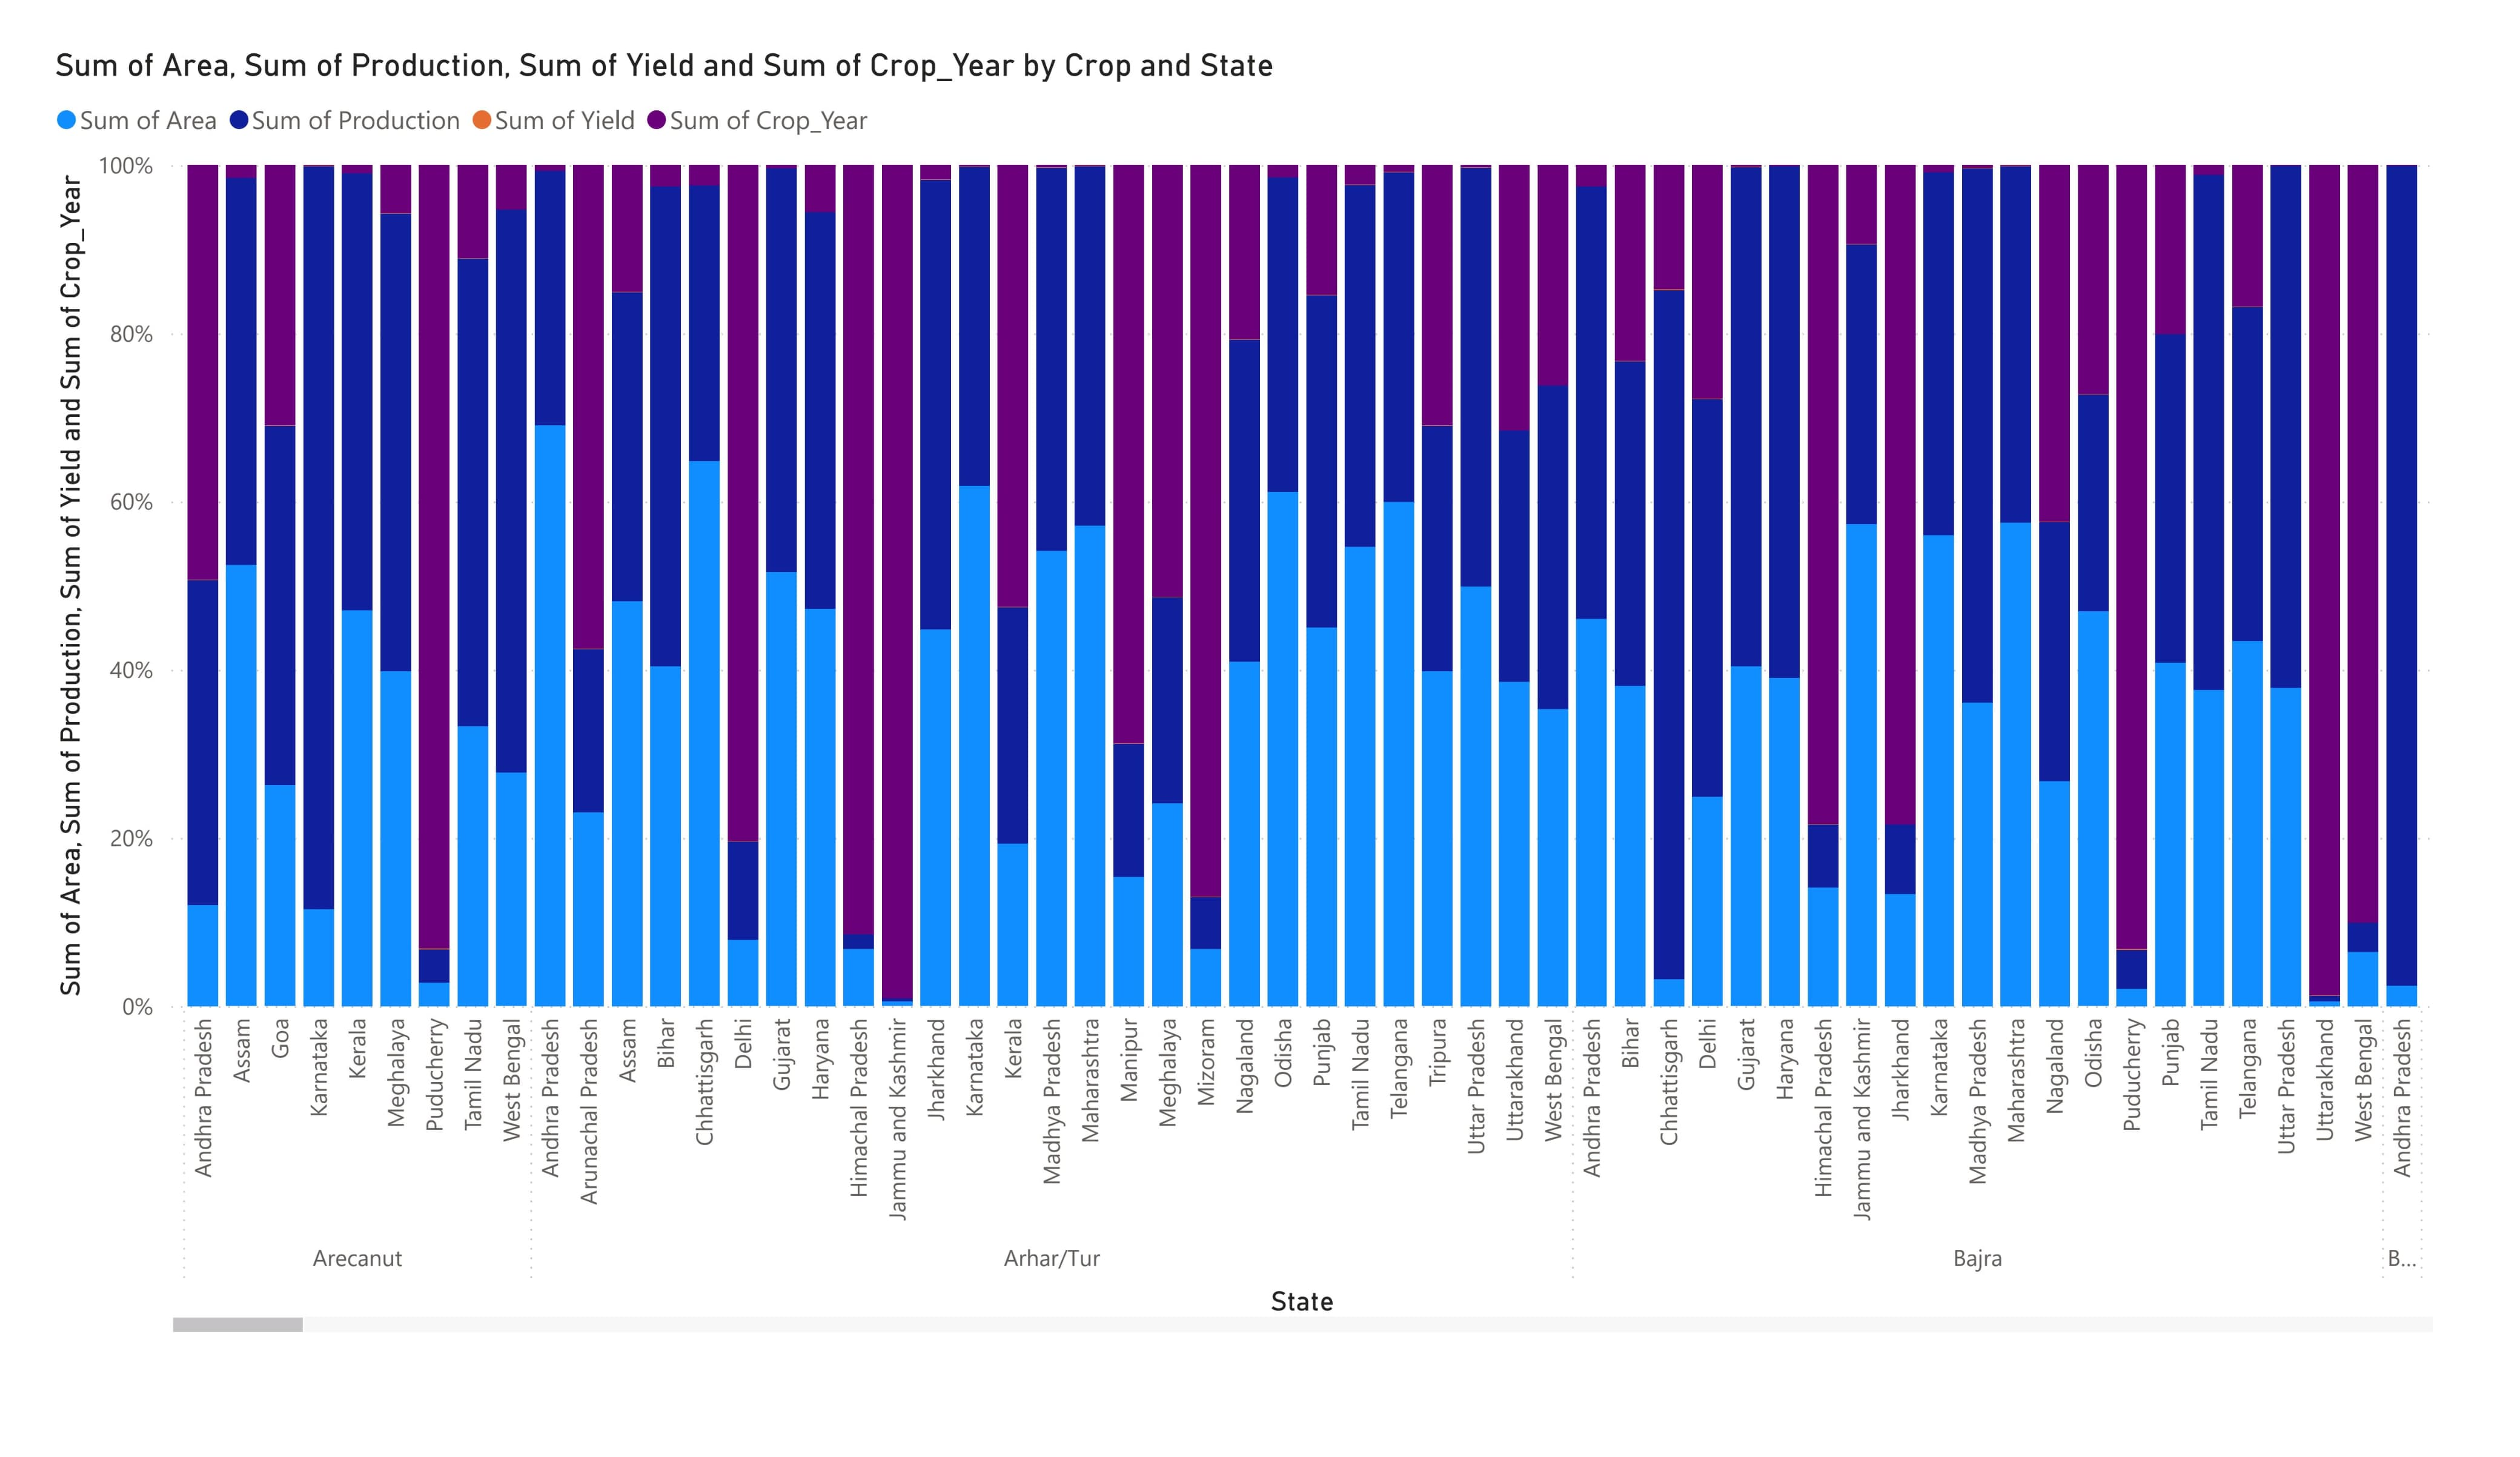 Sum of Area, Sum of Production, Sum of Yield and Sum of Crop_Year by Crop and State
Sum of Area Sum of Production Sum of Yield Sum of Crop_Year
Sum of Area, Sum of Production, Sum of Yield and Sum of Crop_Year
100%
80%
60%
40%
20%
0%
Andhra Pradesh
Assam
Goa
Karnataka
Kerala
Meghalaya
Puducherry
Tamil Nadu
West Bengal
Andhra Pradesh
Arunachal Pradesh
Assam
Bihar
Chhattisgarh
Delhi
Gujarat
Haryana
Himachal Pradesh
Jammu and Kashmir
Jharkhand
Karnataka
Kerala
Madhya Pradesh
Maharashtra
Manipur
Meghalaya
Mizoram
Nagaland
Odisha
Punjab
Tamil Nadu
Telangana
Tripura
Uttar Pradesh
Uttarakhand
West Bengal
Andhra Pradesh
Bihar
Chhattisgarh
Delhi
Gujarat
Haryana
Himachal Pradesh
Jammu and Kashmir
Jharkhand
Karnataka
Madhya Pradesh
Maharashtra
Nagaland
Odisha
Puducherry
Punjab
Tamil Nadu
Telangana
Uttar Pradesh
Uttarakhand
West Bengal
Andhra Pradesh
Arecanut Arhar/Tur Bajra B...
State